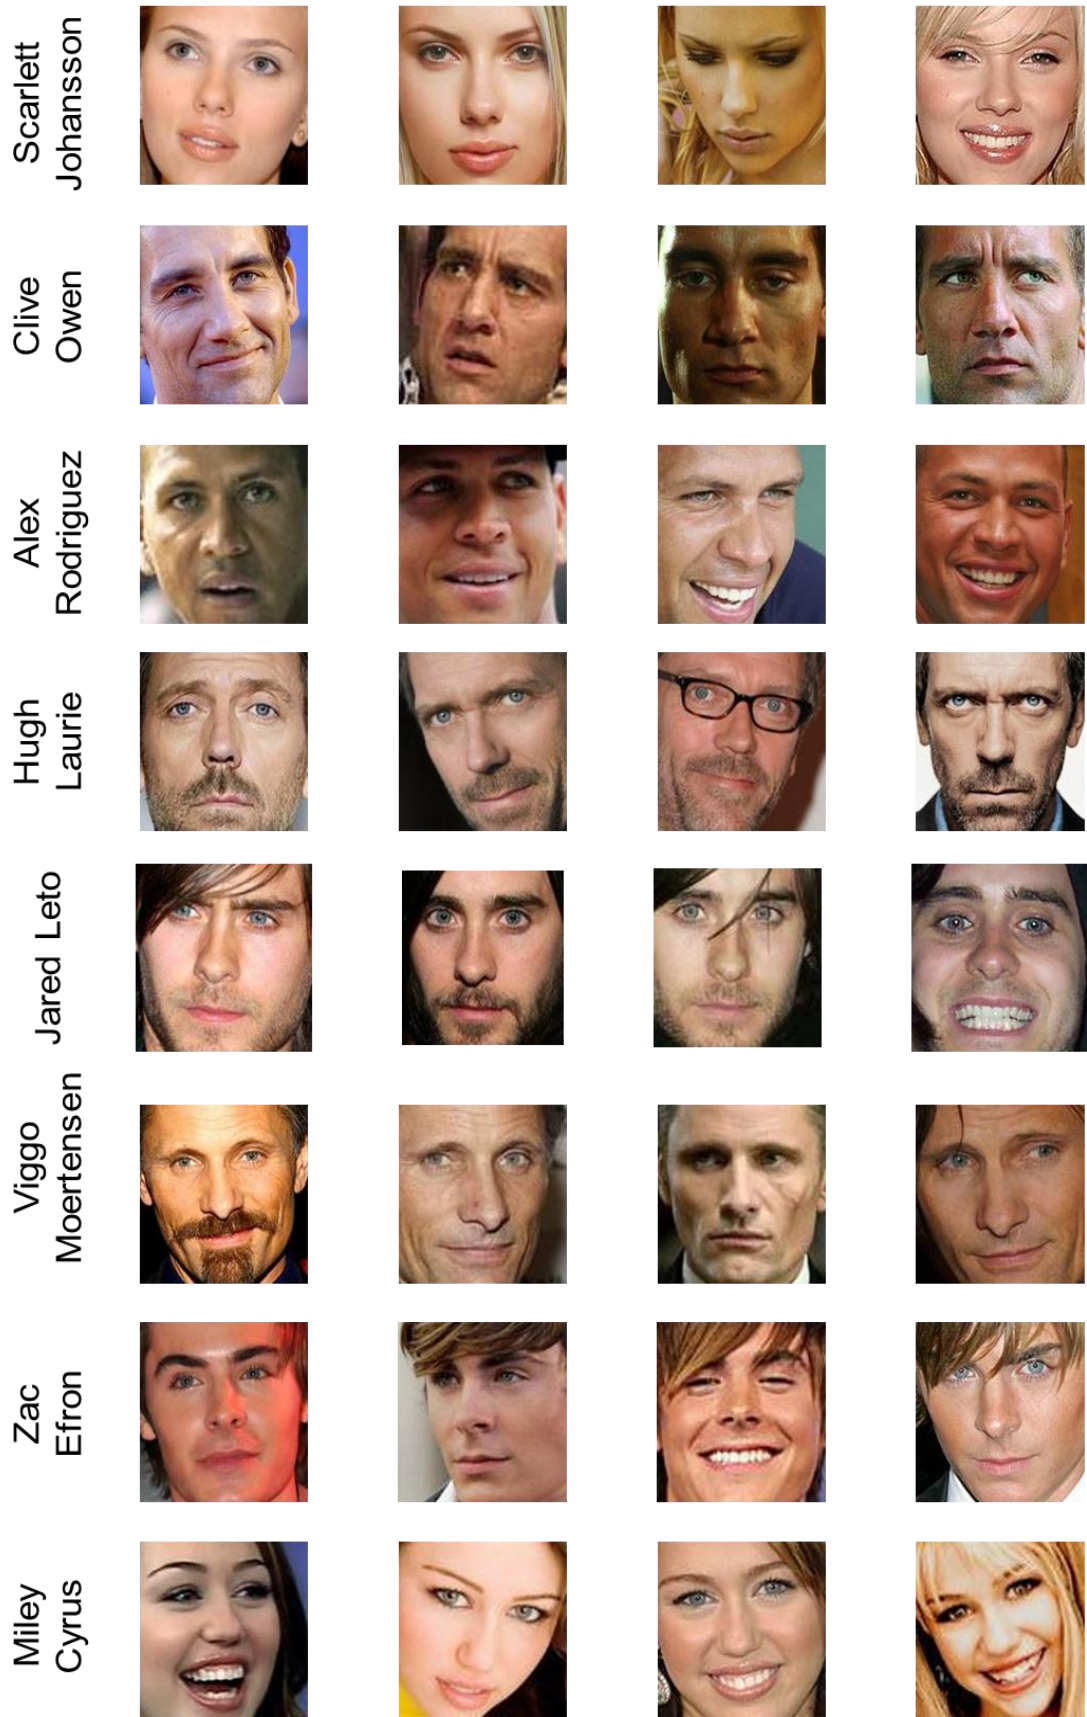 Scarlett
Johansson
Clive
Owen
Alex
Rodriguez
Hugh
Laurie
Jared Leto
Viggo
Moertensen
Zac
Efron
Miley
Cyrus